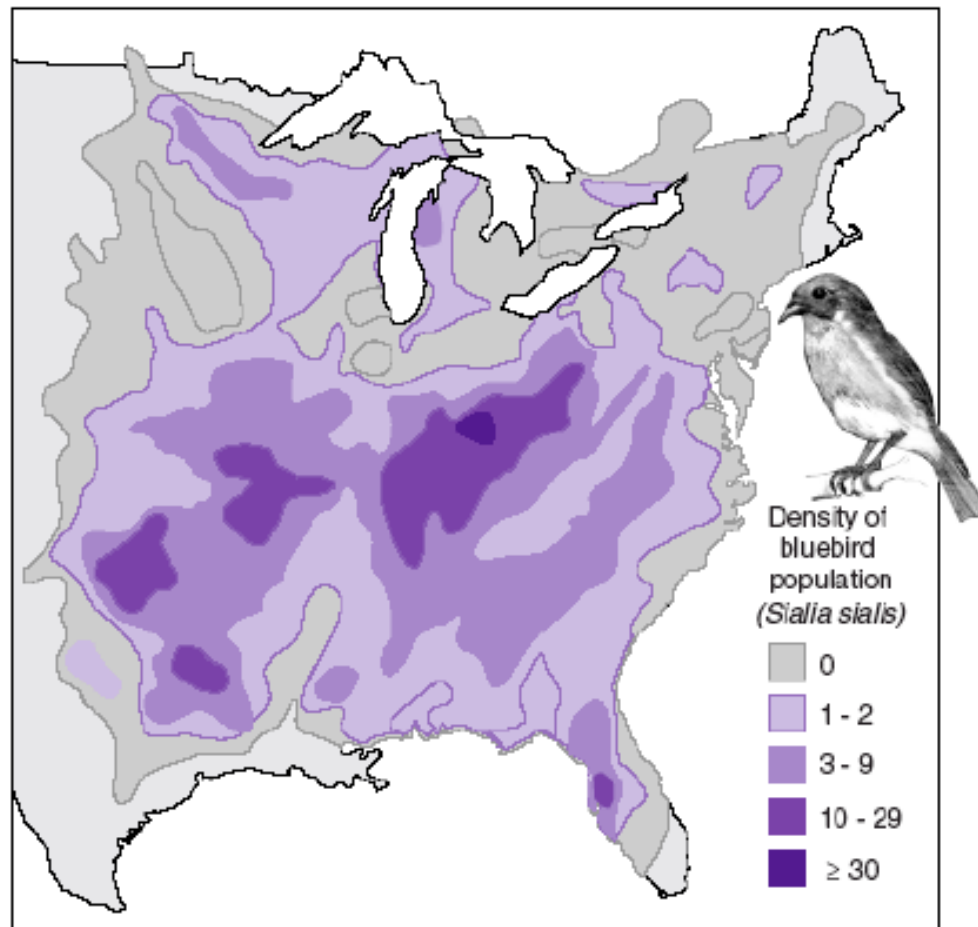 Density of
bluebird
population
(Sialia sialis)
0
1 - 2
3 - 9
10 - 29
≥ 30